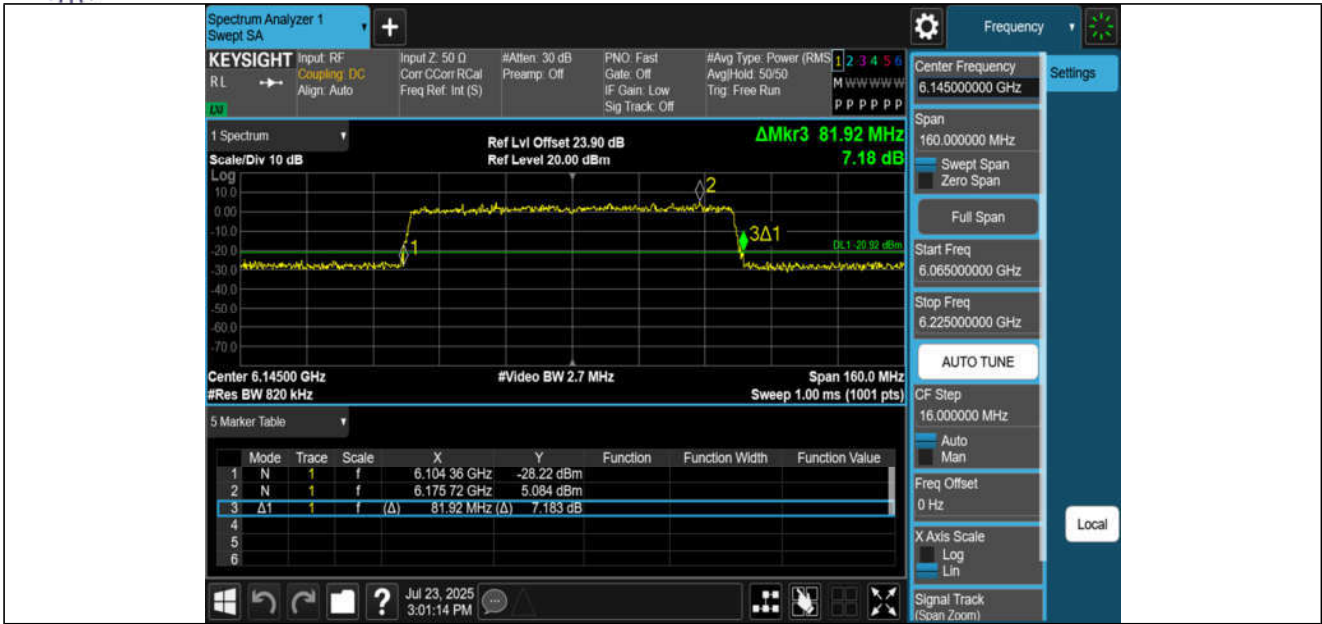 Spectrum Analyzer 1
Swept SA
+
Frequency
KEYSIGHT
RL
LXI
Input: RF
Coupling: DC
Align: Auto
Input Z: 50 Ω
Corr CCorr RCal
Freq Ref: Int (S)
#Atten: 30 dB
Preamp: Off
PNO: Fast
Gate: Off
IF Gain: Low
Sig Track: Off
#Avg Type: Power (RMS
Avg|Hold: 50/50
Trig: Free Run
1 2 3 4 5 6
M W W W W W
P P P P P P
Center Frequency
6.145000000 GHz
Settings
1 Spectrum
Scale/Div 10 dB
Ref Lvl Offset 23.90 dB
Ref Level 20.00 dBm
ΔMkr3 81.92 MHz
7.18 dB
Span
160.000000 MHz
Swept Span
Zero Span
Full Span
Log
10.0
0.00
-10.0
-20.0
-30.0
-40.0
-50.0
-60.0
-70.0
1
2
3Δ1
DL1 -20.92 dBm
Start Freq
6.065000000 GHz
Stop Freq
6.225000000 GHz
AUTO TUNE
Center 6.14500 GHz
#Res BW 820 kHz
#Video BW 2.7 MHz
Span 160.0 MHz
Sweep 1.00 ms (1001 pts)
CF Step
16.000000 MHz
Auto
Man
5 Marker Table
Mode Trace Scale X Y Function Function Width Function Value
1 N 1 f 6.104 36 GHz -28.22 dBm
2 N 1 f 6.175 72 GHz 5.084 dBm
3 Δ1 1 f (Δ) 81.92 MHz (Δ) 7.183 dB
4
5
6
Freq Offset
0 Hz
X Axis Scale
Log
Lin
Local
Signal Track
(Span Zoom)
?
Jul 23, 2025
3:01:14 PM